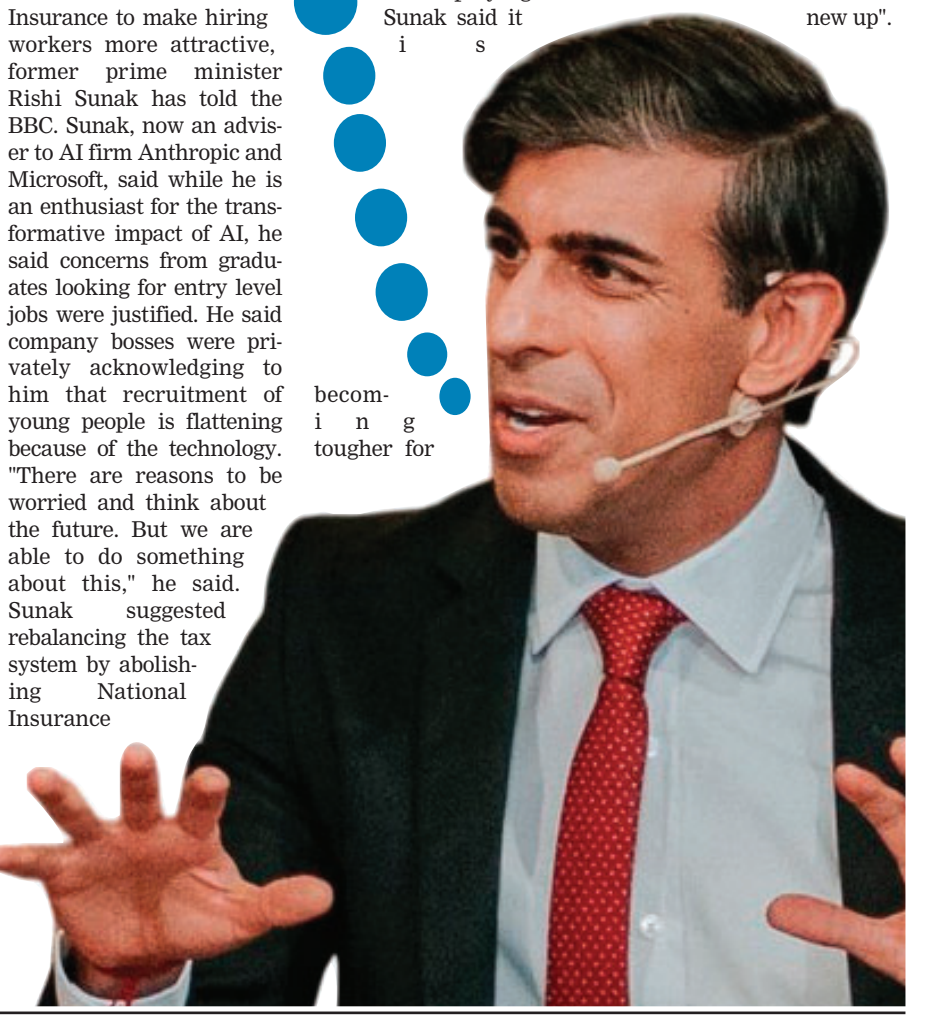 Insurance to make hiring
workers more attractive,
former prime minister
Rishi Sunak has told the
BBC. Sunak, now an advis-
er to AI firm Anthropic and
Microsoft, said while he is
an enthusiast for the trans-
formative impact of AI, he
said concerns from gradu-
ates looking for entry level
jobs were justified. He said
company bosses were pri-
vately acknowledging to
him that recruitment of
young people is flattening
because of the technology.
"There are reasons to be
worried and think about
the future. But we are
able to do something
about this," he said.
Sunak suggested
rebalancing the tax
system by abolish-
ing National
Insurance
Sunak said it
i s
becom-
i n g
tougher for
new up".